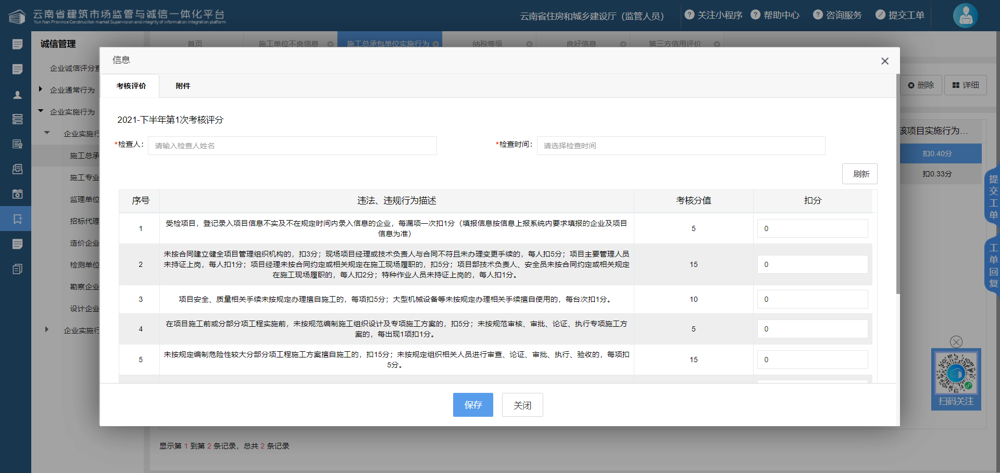 云南省建筑市场监管与诚信一体化平台
Yun Nan Province Construciton market Supervision and integrity of information integration platform
云南省住房和城乡建设厅（监管人员）
关注小程序
帮助中心
咨询服务
提交工单
诚信管理
首页
施工单位不良信息
施工总承包单位实施行为
纳税等级
良好信息
第三方信用评价
企业诚信评分
企业通常行为
企业实施行为
企业实施行
施工总承
施工专业
监理单位
招标代理
造价企业
检测单位
勘察企业
设计企业
企业实施行
删除
详细
该项目实施行为...
扣0.40分
扣0.33分
信息
考核评价
附件
2021-下半年第1次考核评分
*检查人：
请输入检查人姓名
*检查时间：
请选择检查时间
刷新
序号
违法、违规行为描述
考核分值
扣分
1
受检项目，登记录入项目信息不实及不在规定时间内录入信息的企业，每漏项一次扣1分（填报信息按信息上报系统内要求填报的企业及项目
信息为准）
5
0
2
未按合同建立健全项目管理组织机构的，扣3分；现场项目经理或技术负责人与合同不符且未办理变更手续的，每人扣5分；项目主要管理人员
未持证上岗，每人扣1分；项目经理未按合同约定或相关规定在施工现场履职的，扣5分；项目部技术负责人、安全员未按合同约定或相关规定
在施工现场履职的，每人扣2分；特种作业人员未持证上岗的，每人扣1分。
15
0
3
项目安全、质量相关手续未按规定办理擅自施工的，每项扣5分；大型机械设备等未按规定办理相关手续擅自使用的，每台次扣1分。
10
0
4
在项目施工前或分部分项工程实施前，未按规范编制施工组织设计及专项施工方案的，扣5分；未按规范审核、审批、论证、执行专项施工方
案的，每出现1项扣1分。
5
0
5
未按规定编制危险性较大分部分项工程施工方案擅自施工的，扣15分；未按规定组织相关人员进行审查、论证、审批、执行、验收的，每项扣
5分。
15
0
保存
关闭
提交工单
工单回复
扫码关注
显示第 1 到第 2 条记录，总共 2 条记录